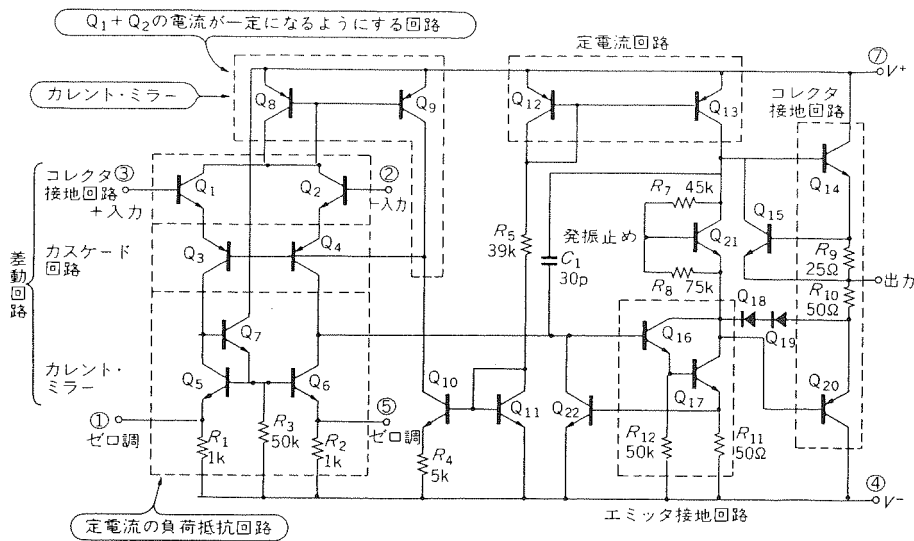 Q₁+Q₂の電流が一定になるようにする回路
定電流回路
カレント・ミラー
⑦
V⁺
Q₈
Q₉
Q₁₂
Q₁₃
コレクタ
接地回路
差動回路
コレクタ
接地回路
+入力
③
Q₁
Q₂
②
−入力
Q₁₄
R₇ 45k
Q₁₅
R₅
39k
発振止め
Q₂₁
C₁
30p
R₈ 75k
R₉
25Ω
出力
R₁₀
50Ω
カスケード
回路
Q₃
Q₄
Q₁₈
Q₁₉
Q₇
Q₁₆
カレント・
ミラー
Q₅
Q₆
Q₁₀
Q₁₁
Q₂₂
Q₁₇
Q₂₀
①
ゼロ調
⑤
ゼロ調
R₁
1k
R₃
50k
R₂
1k
R₄
5k
R₁₂
50k
R₁₁
50Ω
④
V⁻
定電流の負荷抵抗回路
エミッタ接地回路